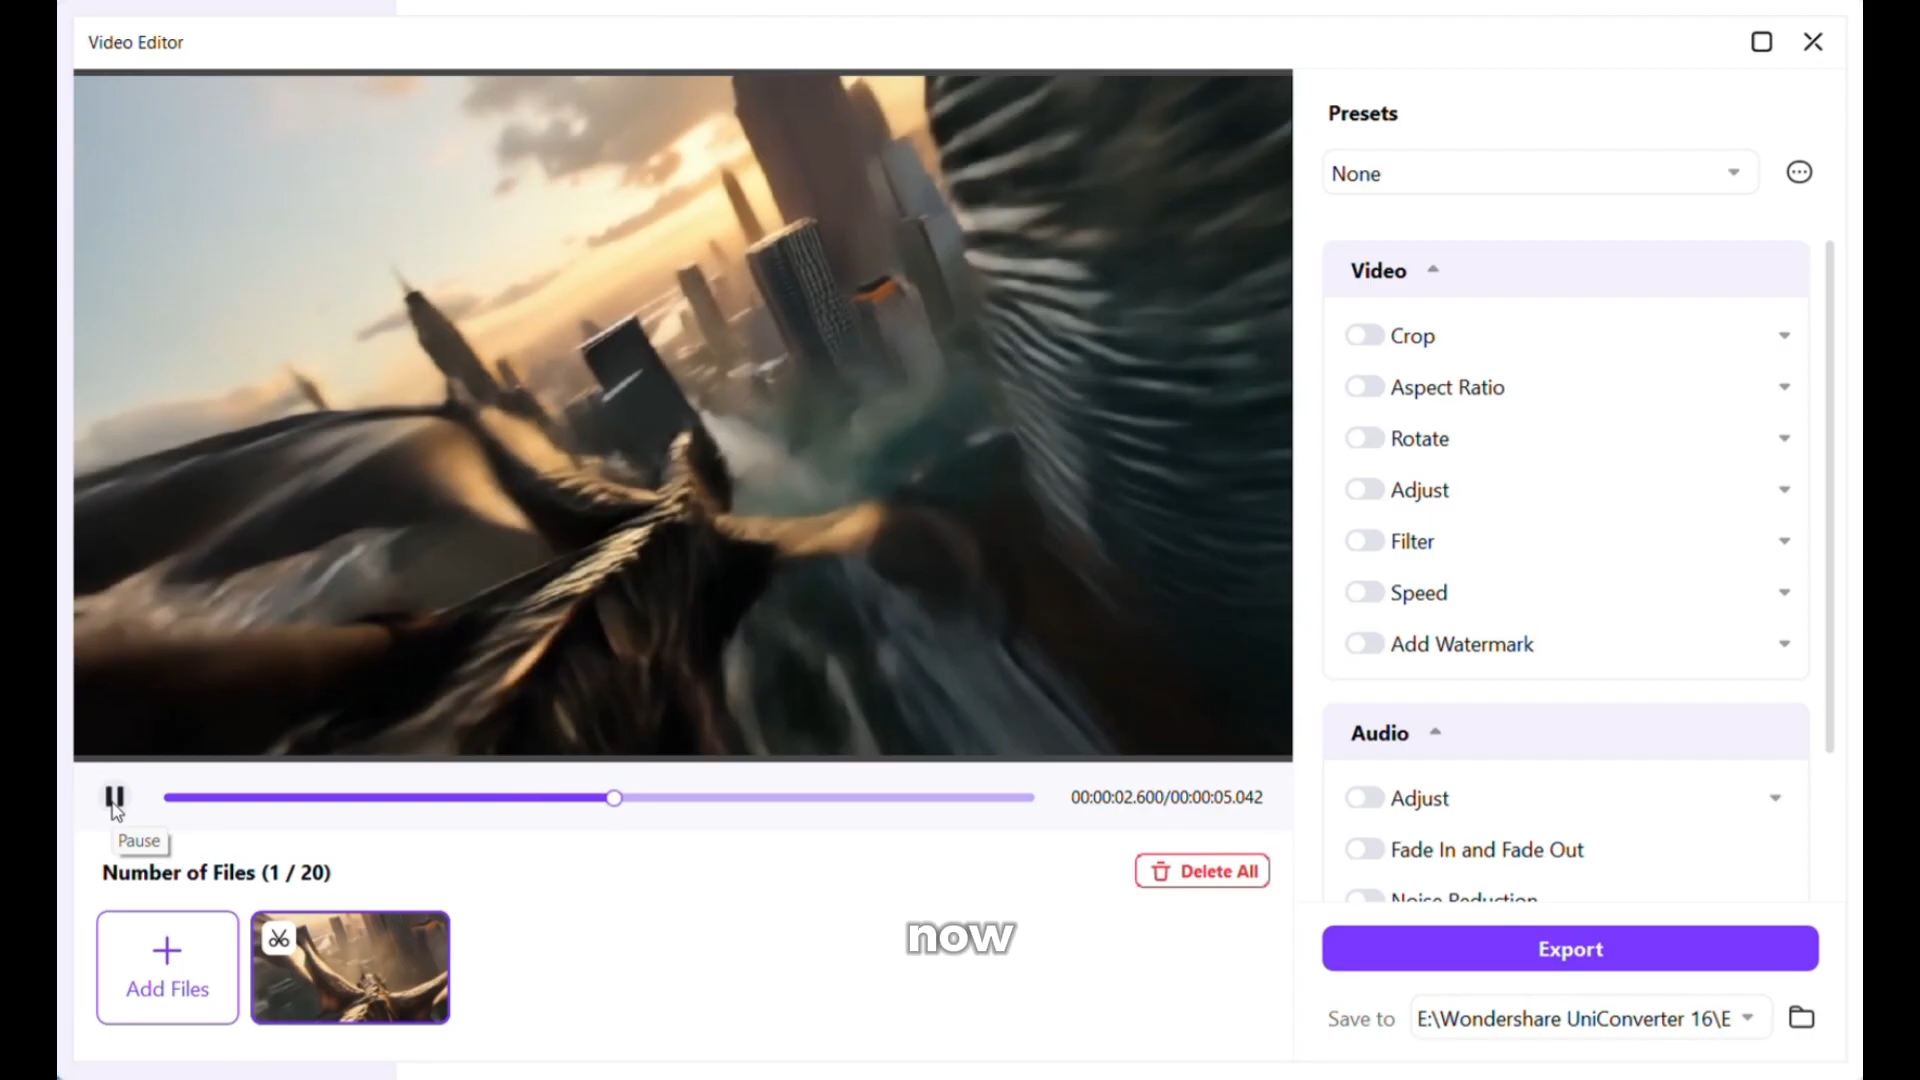 Video Editor
Presets
None
Video
Crop
Aspect Ratio
Rotate
Adjust
Filter
Speed
Add Watermark
Audio
Adjust
Fade In and Fade Out
Noise Reduction
00:00:02.600/00:00:05.042
Pause
Number of Files (1 / 20)
Delete All
Add Files
now
Export
Save to
E:\Wondershare UniConverter 16\E